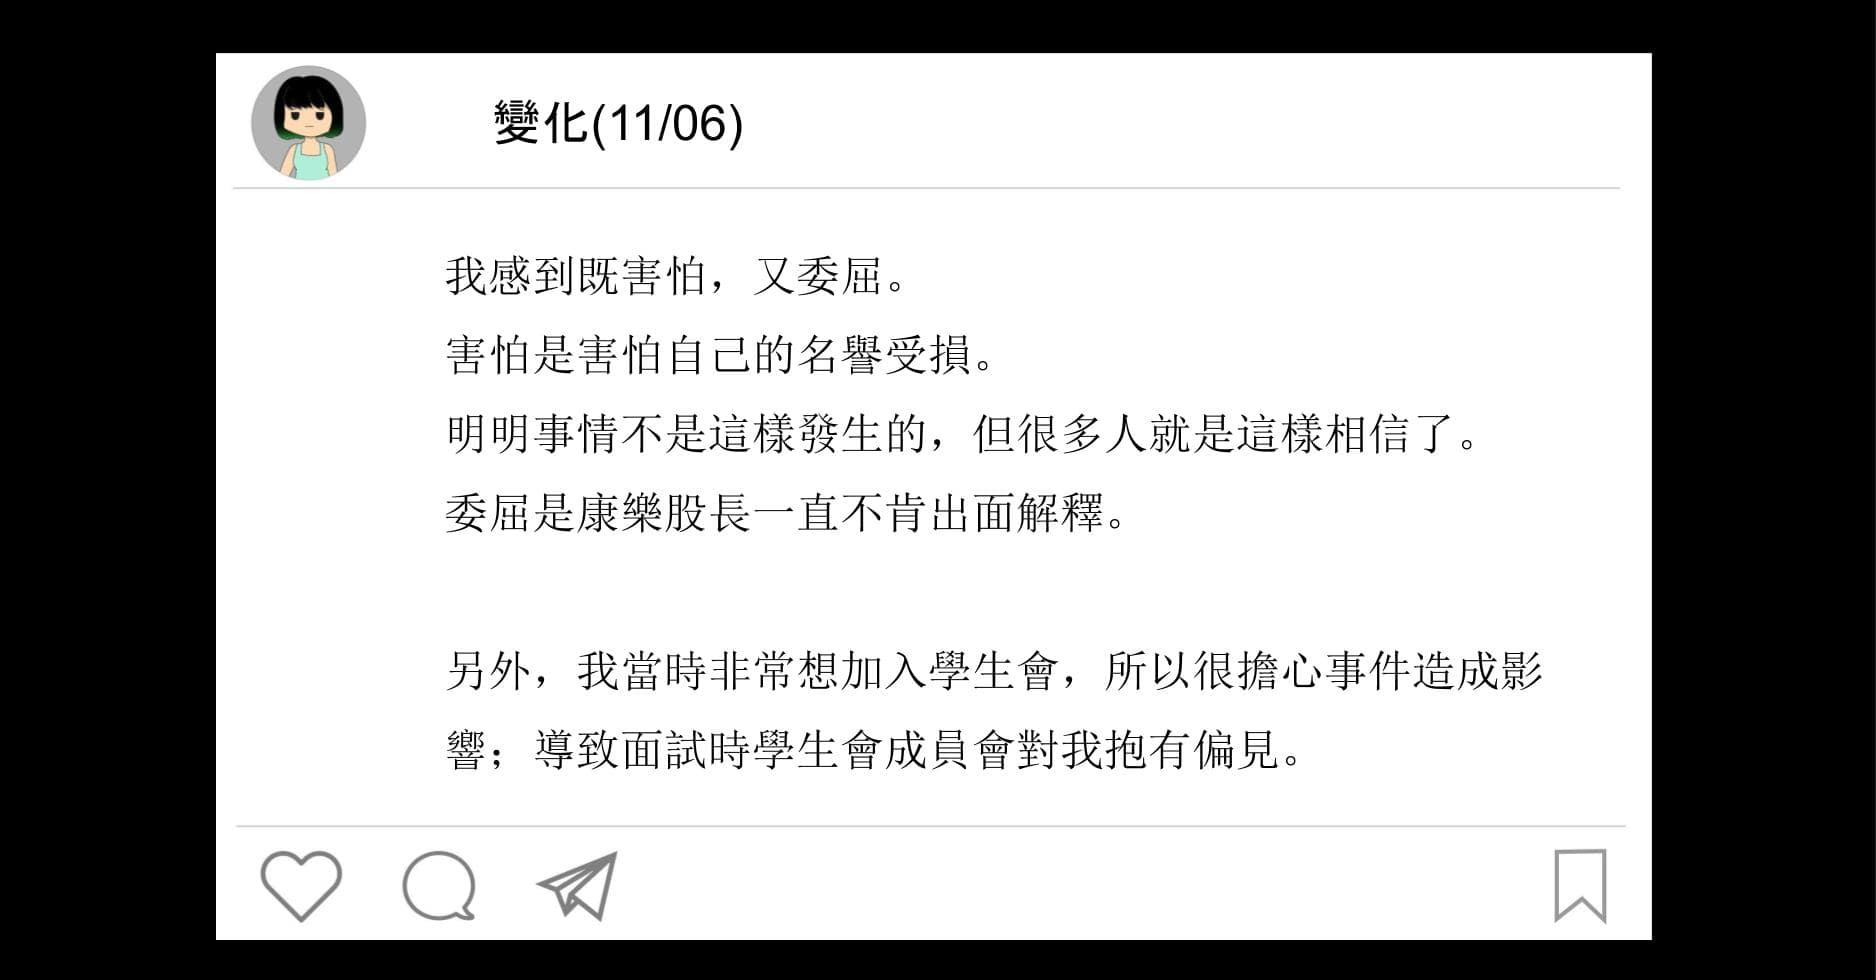 變化(11/06)
我感到既害怕，又委屈。
害怕是害怕自己的名譽受損。
明明事情不是這樣發生的，但很多人就是這樣相信了。
委屈是康樂股長一直不肯出面解釋。
另外，我當時非常想加入學生會，所以很擔心事件造成影
響；導致面試時學生會成員會對我抱有偏見。